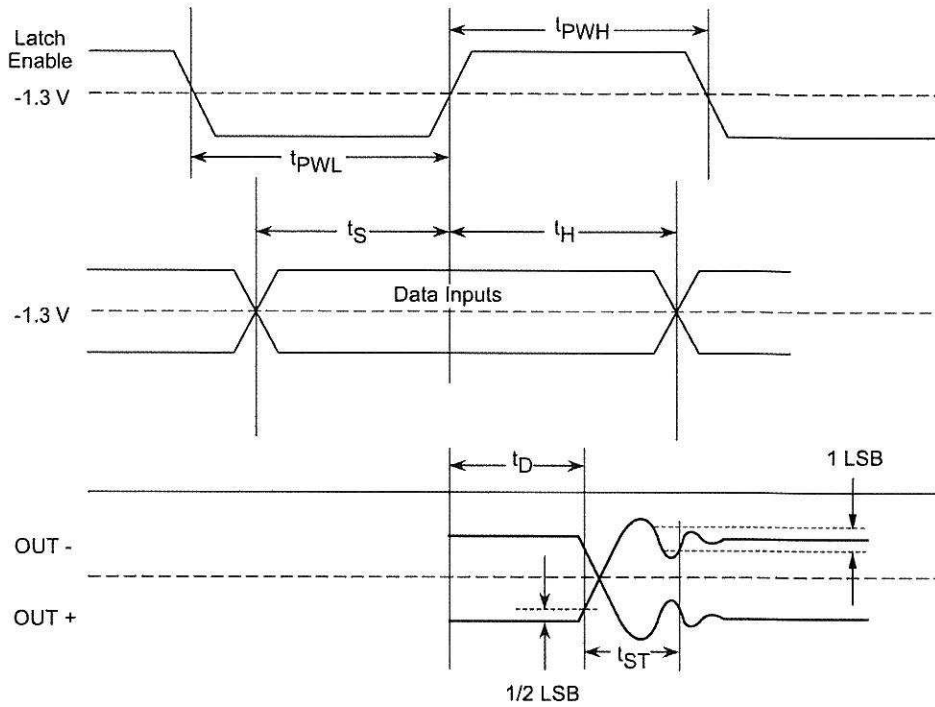 Latch
Enable
tPWH
-1.3 V
tPWL
tS
tH
Data Inputs
-1.3 V
tD
1 LSB
OUT -
OUT +
tST
1/2 LSB